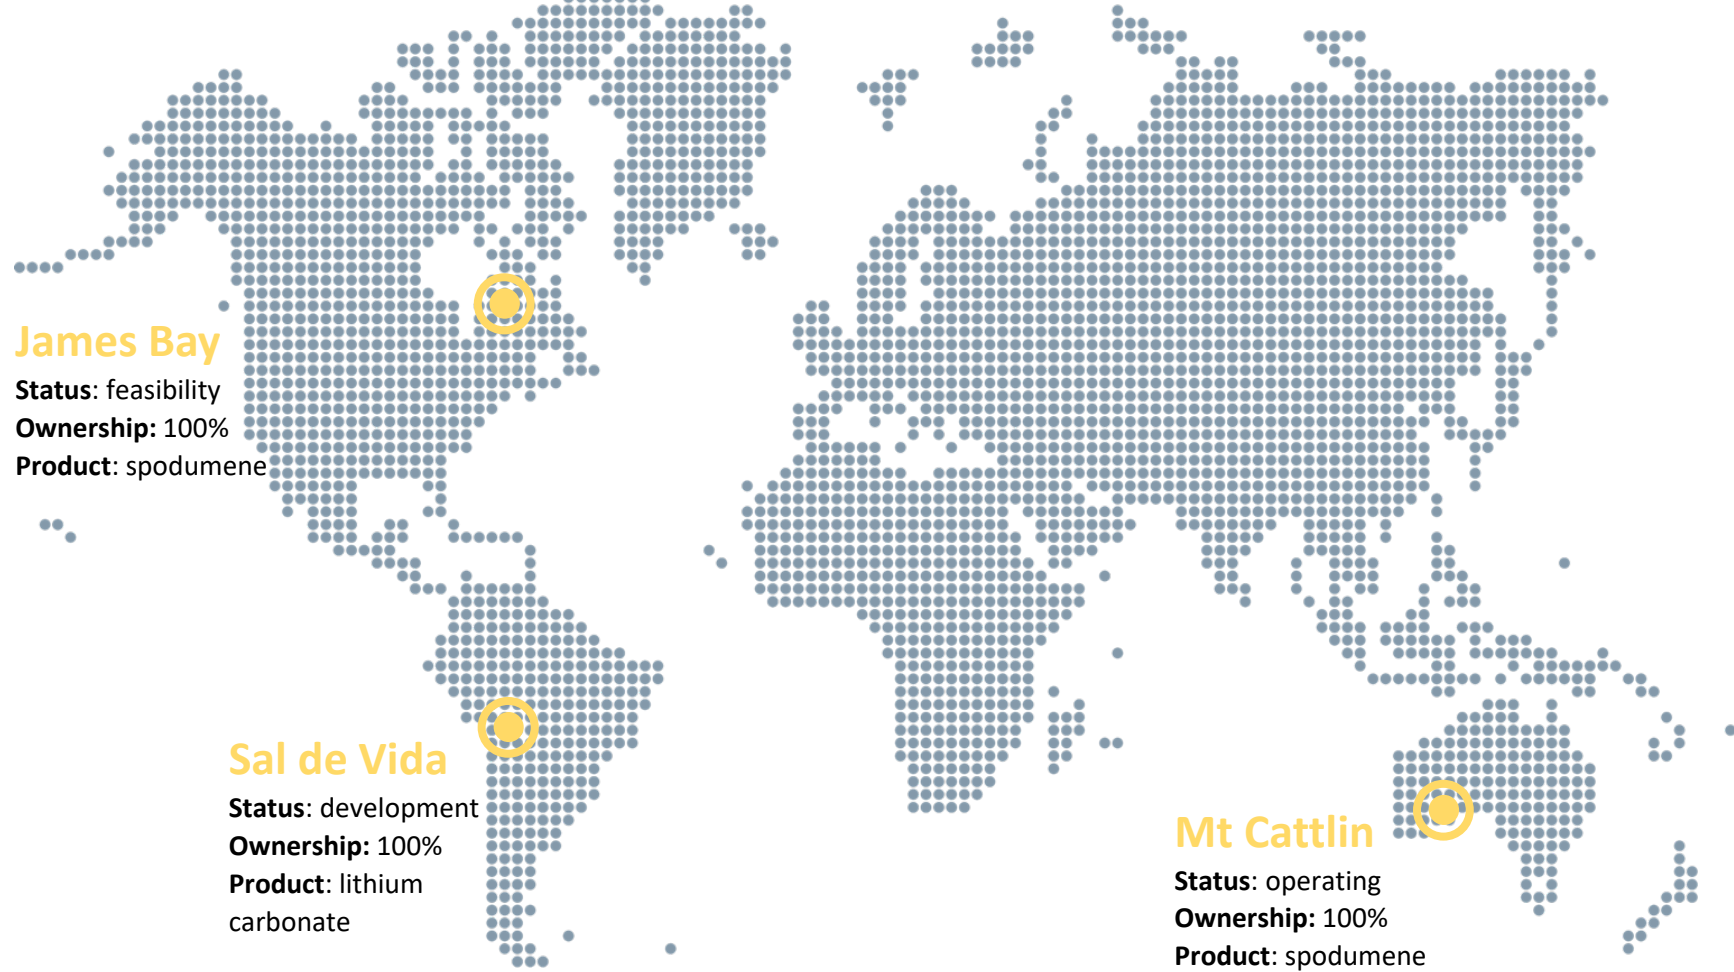 James Bay
Status: feasibility
Ownership: 100%
Product: spodumene
Sal de Vida
Status: development
Ownership: 100%
Product: lithium
carbonate
Mt Cattlin
Status: operating
Ownership: 100%
Product: spodumene